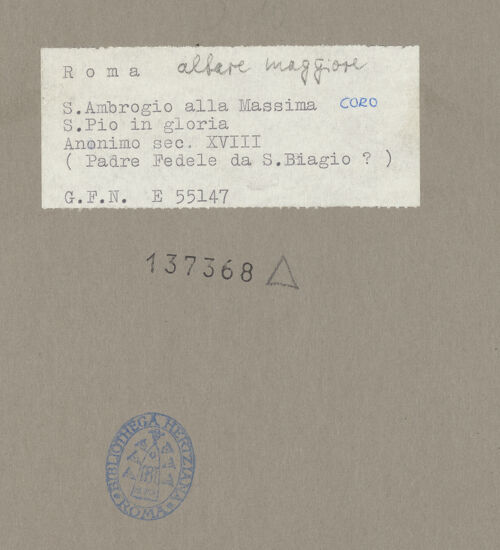 Roma altare maggiore
S.Ambrogio alla Massima CORO
S.Pio in gloria
Anonimo sec. XVIII
( Padre Fedele da S.Biagio ? )
G.F.N. E 55147
137368
BIBLIOTHECA HERTZIANA
ROMA